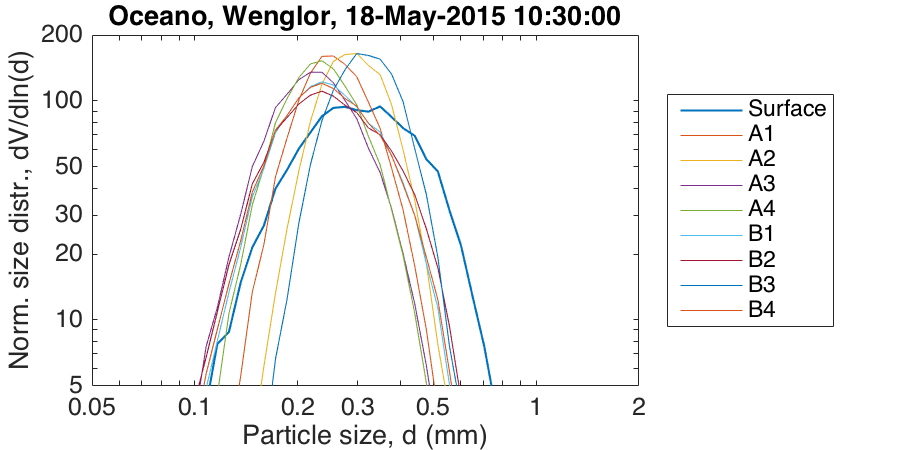 Oceano, Wenglor, 18-May-2015 10:30:00
Norm. size distr., dV/dln(d)
200
100
50
30
20
10
5
0.05 0.1 0.2 0.3 0.5 1 2
Particle size, d (mm)
Surface
A1
A2
A3
A4
B1
B2
B3
B4